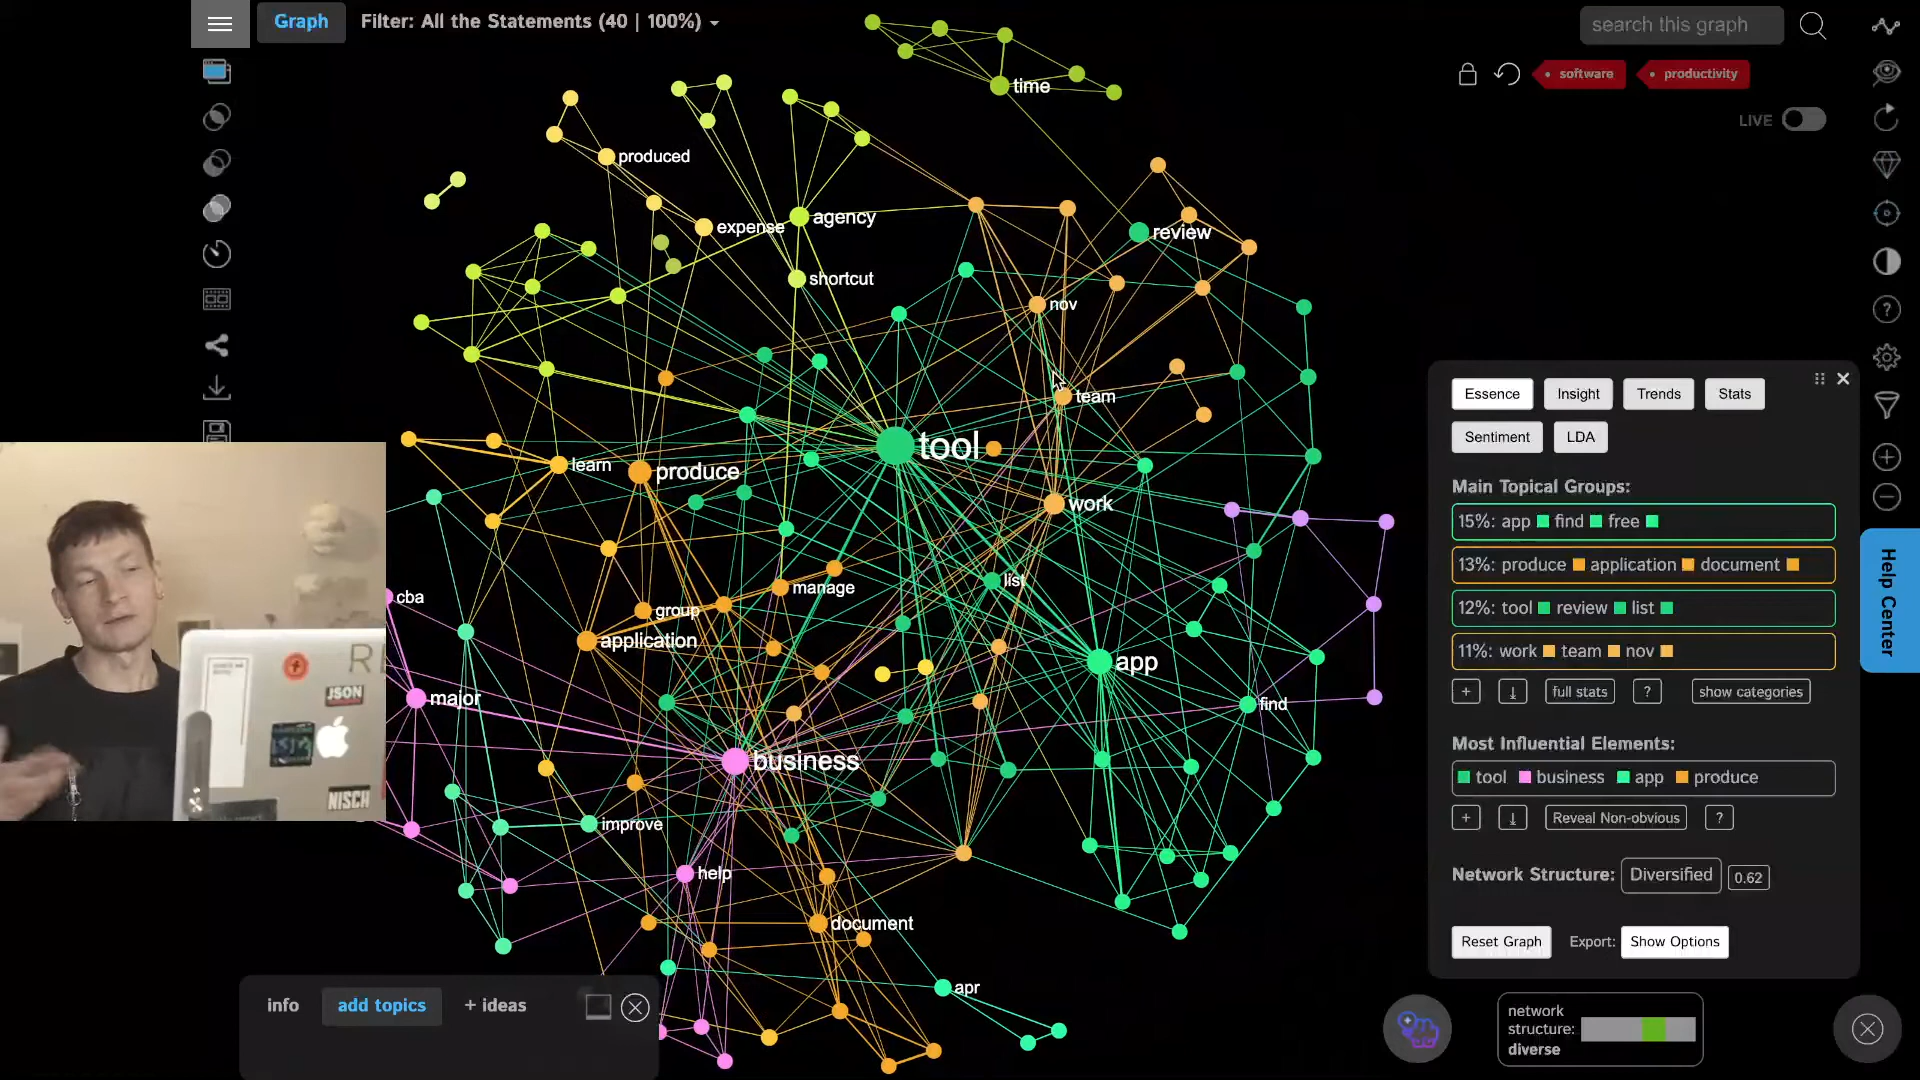 Graph
Filter: All the Statements (40 | 100%)
search this graph
software
productivity
LIVE
time
produced
agency
expense
review
shortcut
nov
team
tool
learn
produce
work
list
manage
cba
group
application
app
major
find
business
improve
help
document
apr
JSON
NISCH
Essence
Insight
Trends
Stats
Sentiment
LDA
Main Topical Groups:
15%: app find free
13%: produce application document
12%: tool review list
11%: work team nov
+
full stats
?
show categories
Most Influential Elements:
tool business app produce
+
Reveal Non-obvious
?
Network Structure: Diversified 0.62
Reset Graph
Export:
Show Options
Help Center
info
add topics
+ ideas
network
structure:
diverse